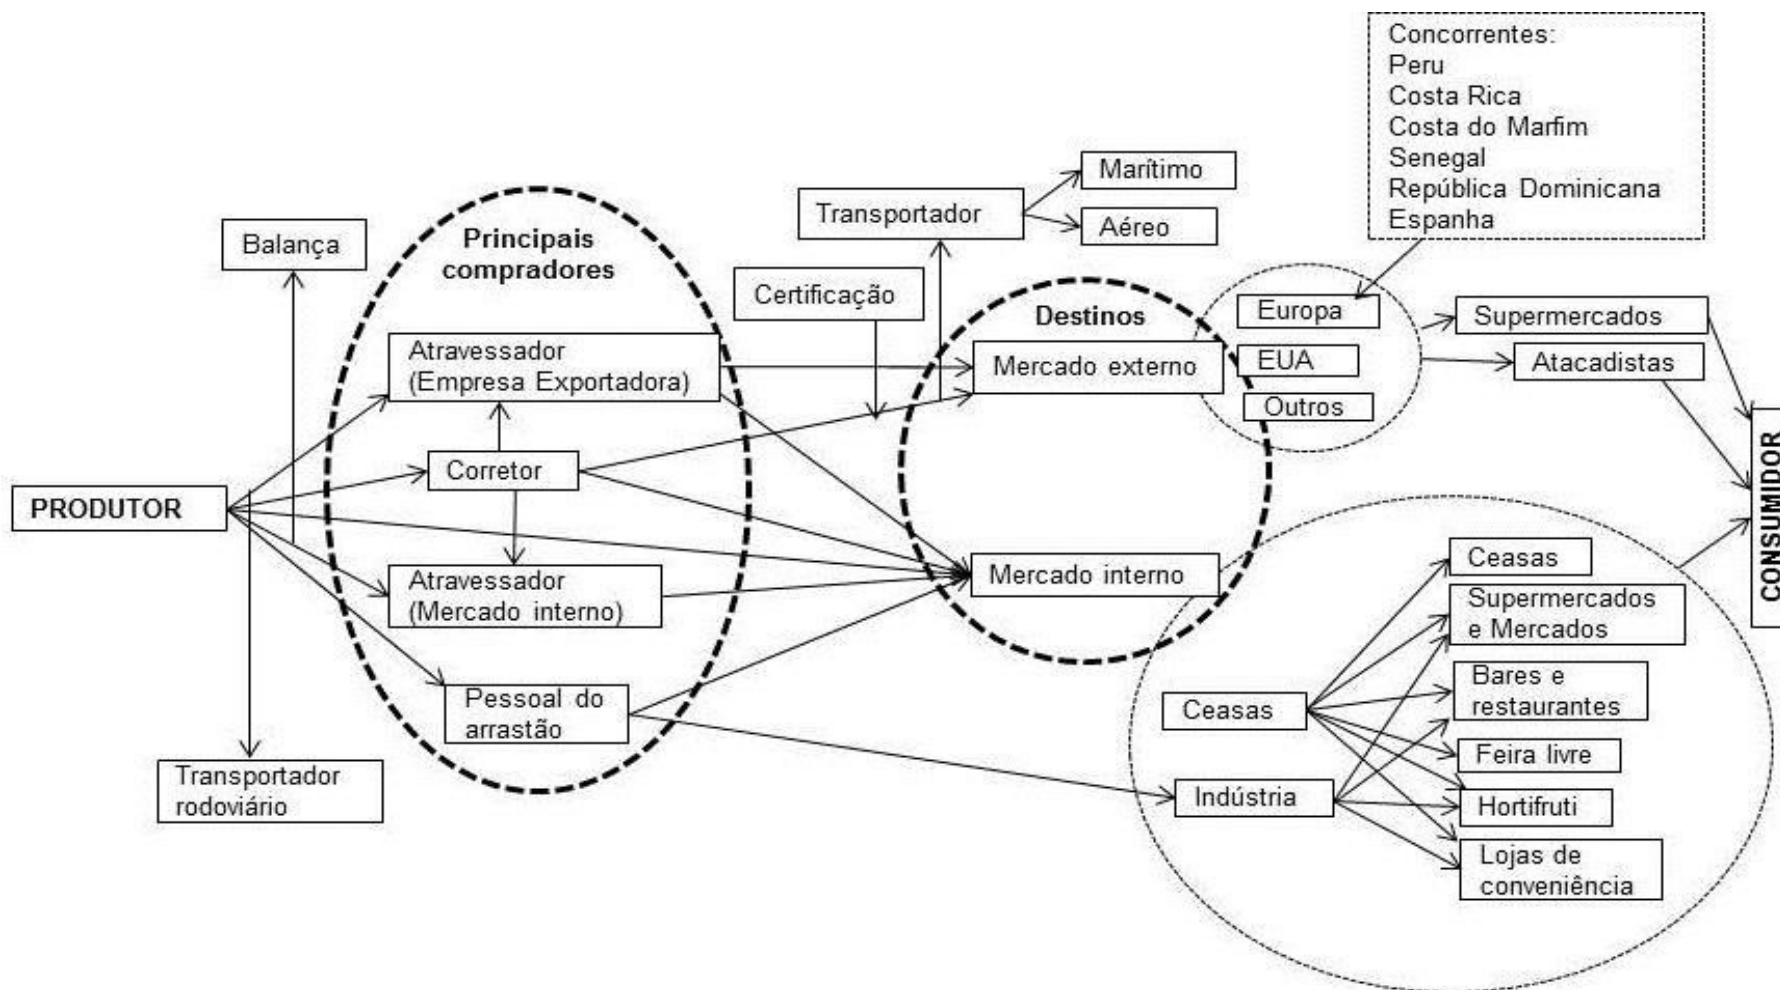 Concorrentes:
Peru
Costa Rica
Costa do Marfim
Senegal
República Dominicana
Espanha
Marítimo
Transportador
Aéreo
Balança
Principais
compradores
Certificação
Destinos
Europa
Supermercados
Atravessador
(Empresa Exportadora)
Mercado externo
EUA
Atacadistas
Outros
Corretor
PRODUTOR
CONSUMIDOR
Atravessador
(Mercado interno)
Mercado interno
Ceasas
Supermercados
e Mercados
Pessoal do
arrastão
Ceasas
Bares e
restaurantes
Feira livre
Transportador
rodoviário
Indústria
Hortifruti
Lojas de
conveniência